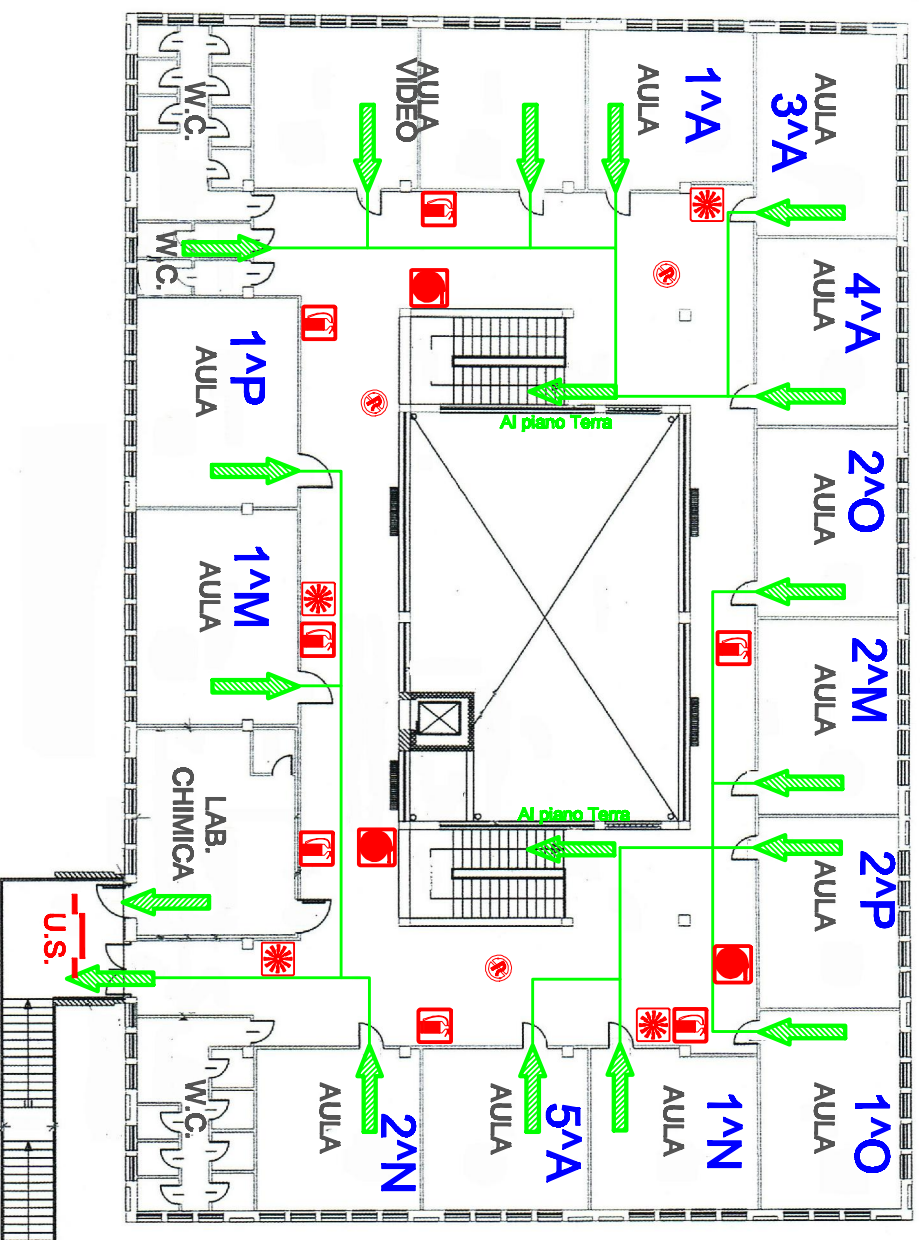 W.C.
AULA
VIDEO
AULA
1^A
AULA
3^A
W.C.
AULA
4^A
AULA
1^P
Al piano Terra
AULA
2^O
AULA
1^M
AULA
2^M
LAB.
CHIMICA
Al piano Terra
AULA
2^P
U.S.
W.C.
AULA
2^N
AULA
5^A
AULA
1^N
AULA
1^O